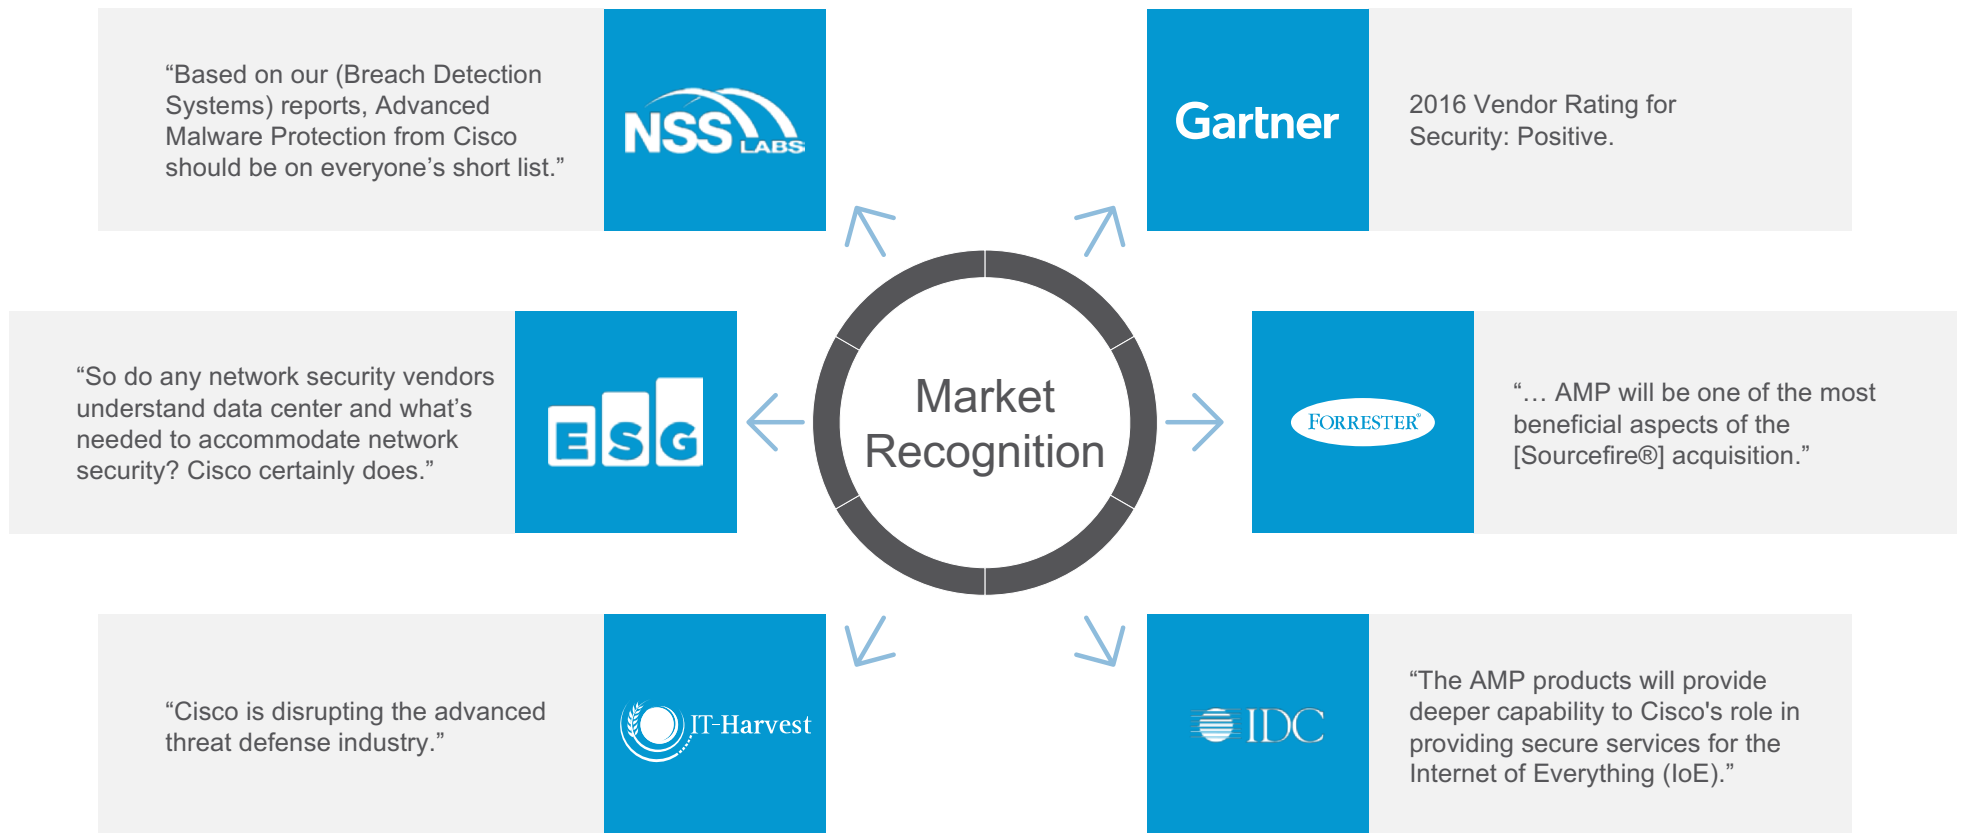 “Based on our (Breach Detection
Systems) reports, Advanced
Malware Protection from Cisco
should be on everyone’s short list.”
NSS
LABS
Gartner
2016 Vendor Rating for
Security: Positive.
“So do any network security vendors
understand data center and what’s
needed to accommodate network
security? Cisco certainly does.”
ESG
Market
Recognition
FORRESTER®
“… AMP will be one of the most
beneficial aspects of the
[Sourcefire®] acquisition.”
“Cisco is disrupting the advanced
threat defense industry.”
IT-Harvest
IDC
“The AMP products will provide
deeper capability to Cisco's role in
providing secure services for the
Internet of Everything (IoE).”